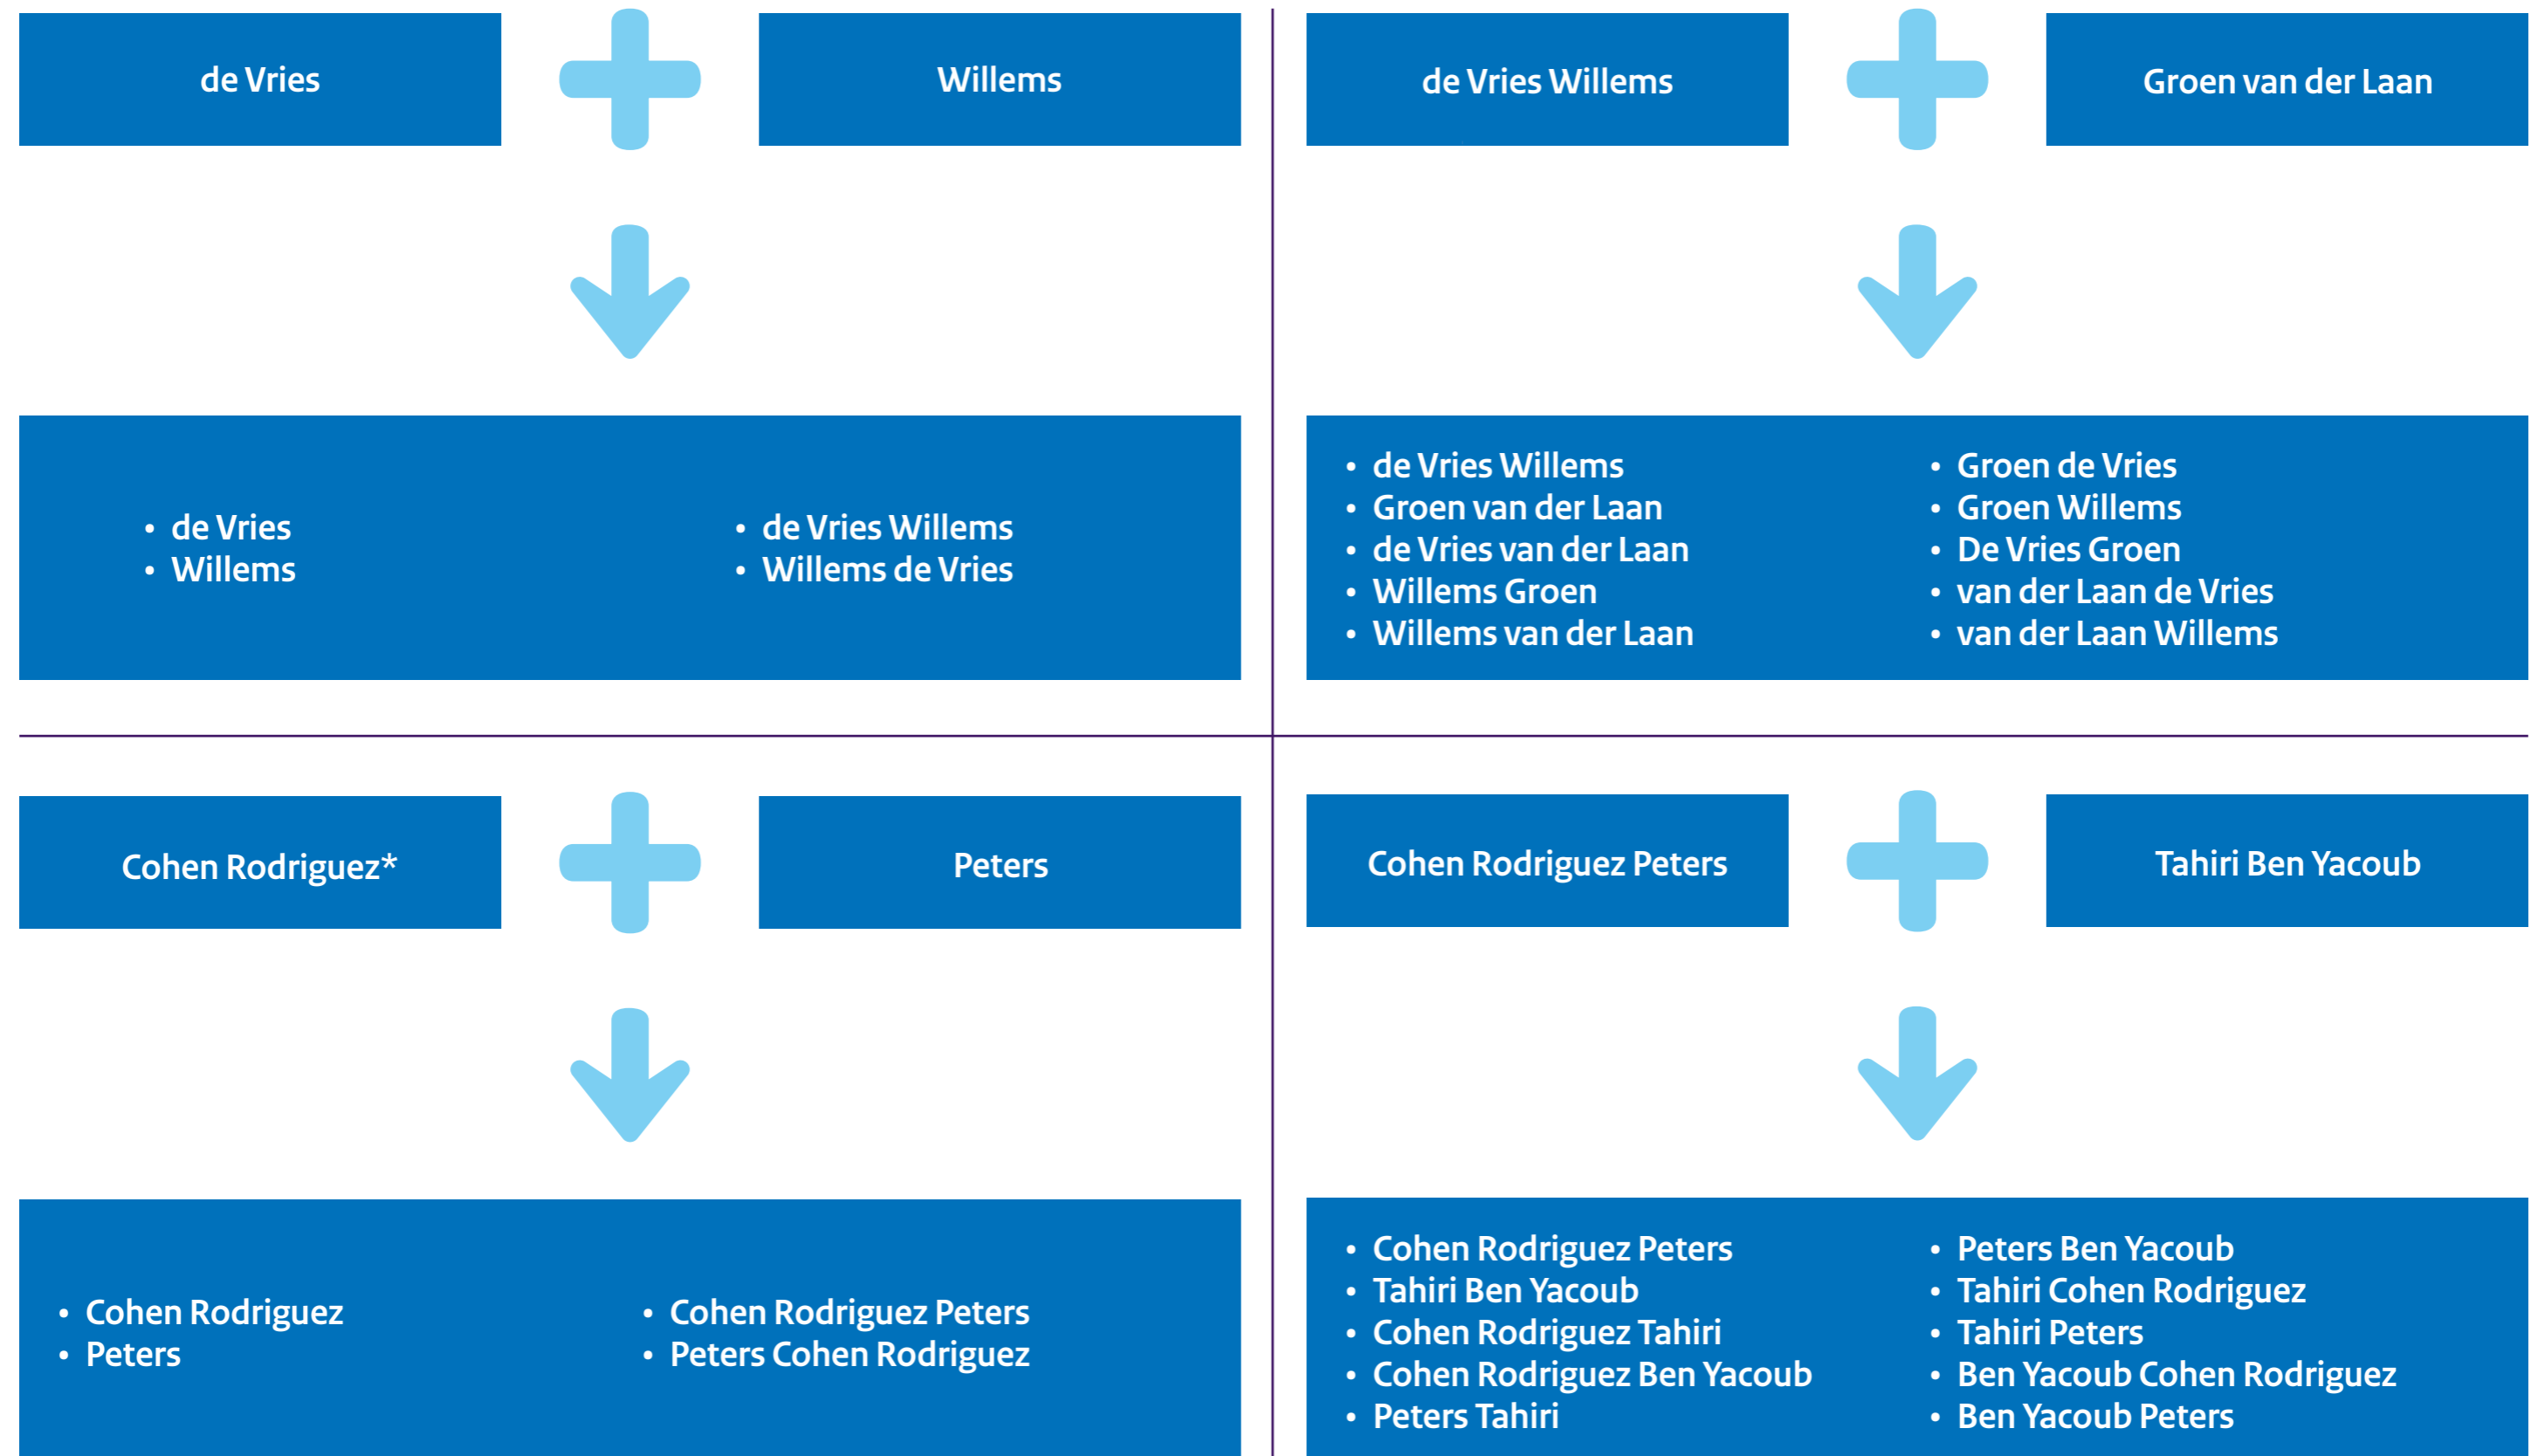 de Vries
Willems
• de Vries
• Willems
• de Vries Willems
• Willems de Vries
de Vries Willems
Groen van der Laan
• de Vries Willems
• Groen van der Laan
• de Vries van der Laan
• Willems Groen
• Willems van der Laan
• Groen de Vries
• Groen Willems
• De Vries Groen
• van der Laan de Vries
• van der Laan Willems
Cohen Rodriguez*
Peters
• Cohen Rodriguez
• Peters
• Cohen Rodriguez Peters
• Peters Cohen Rodriguez
Cohen Rodriguez Peters
Tahiri Ben Yacoub
• Cohen Rodriguez Peters
• Tahiri Ben Yacoub
• Cohen Rodriguez Tahiri
• Cohen Rodriguez Ben Yacoub
• Peters Tahiri
• Peters Ben Yacoub
• Tahiri Cohen Rodriguez
• Tahiri Peters
• Ben Yacoub Cohen Rodriguez
• Ben Yacoub Peters